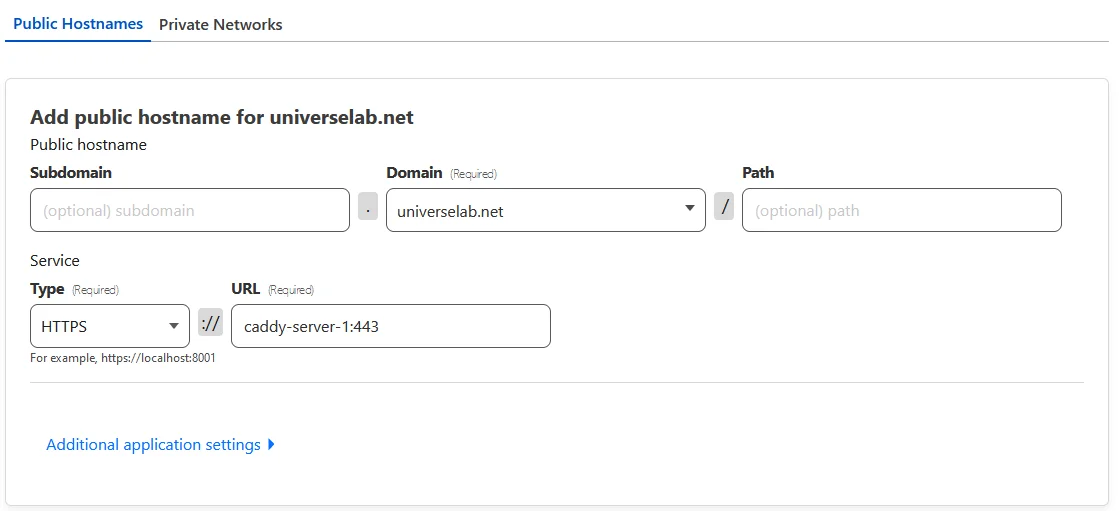 Public Hostnames Private Networks
Add public hostname for universelab.net
Public hostname
Subdomain Domain (Required) Path
(optional) subdomain . universelab.net / (optional) path
Service
Type (Required) URL (Required)
HTTPS :// caddy-server-1:443
For example, https://localhost:8001
Additional application settings